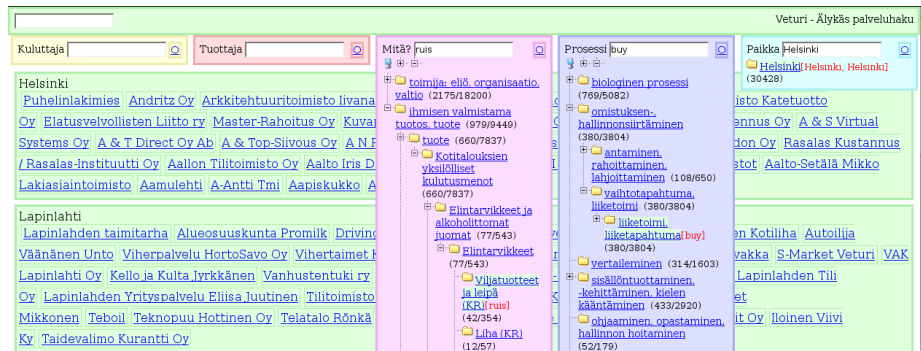 Veturi - Älykäs palveluhaku
Kuluttaja O
Tuottaja O
Mitä? ruis O
Prosessi buy O
Paikka Helsinki O
Helsinki[Helsinki, Helsinki]
(30428)
toimija: eliö, organisaatio,
valtio (2175/18200)
ihmisen valmistama
tuotos, tuote (979/9449)
tuote (660/7837)
Kotitalouksien
yksilölliset
kulutusmenot
(660/7837)
Elintarvikkeet ja
alkoholittomat
juomat (77/543)
Elintarvikkeet
(77/543)
Viljatuotteet
ja leipä
(KR)[ruis]
(42/354)
Liha (KR)
(12/57)
biologinen prosessi
(769/5082)
omistuksen-,
hallinnonsiirtäminen
(380/3804)
antaminen,
rahoittaminen,
lahjoittaminen (108/650)
vaihtotapahtuma,
liiketoimi (380/3804)
liiketoimi,
liiketapahtuma[buy]
(380/3804)
vertaileminen (314/1603)
sisällöntuottaminen,
-kehittäminen, kielen
kääntäminen (433/2920)
ohjaaminen, opastaminen,
hallinnon hoitaminen
(52/179)
Helsinki
Puhelinlakimies Andritz Oy Arkkitehtuuritoimisto Iivana isto Katetuotto
Oy Elatusvelvollisten Liitto ry Master-Rahoitus Oy Kuvap ennus Oy A & S Virtual
Systems Oy A & T Direct Oy Ab A & Top-Siivous Oy A N F don Oy Rasalas Kustannus
/ Rasalas-Instituutti Oy Aallon Tilitoimisto Oy Aalto Iris D stot Aalto-Setälä Mikko
Lakiasiaintoimisto Aamulehti A-Antti Tmi Aapiskukko A
Lapinlahti
Lapinlahden taimitarha Alueosuuskunta Promilk Driving en Kotiliha Autoilija
Väänänen Unto Viherpalvelu HortoSavo Oy Vihertaimet K vakka S-Market Veturi VAK
Lapinlahti Oy Kello ja Kulta Jyrkkänen Vanhustentuki ry Lapinlahden Tili
Oy Lapinlahden Yrityspalvelu Eliisa Juutinen Tilitoimisto et
Mikkonen Teboil Teknopuu Hottinen Oy Telatalo Rönkä it Oy Iloinen Viivi
Ky Taidevalimo Kurantti Oy